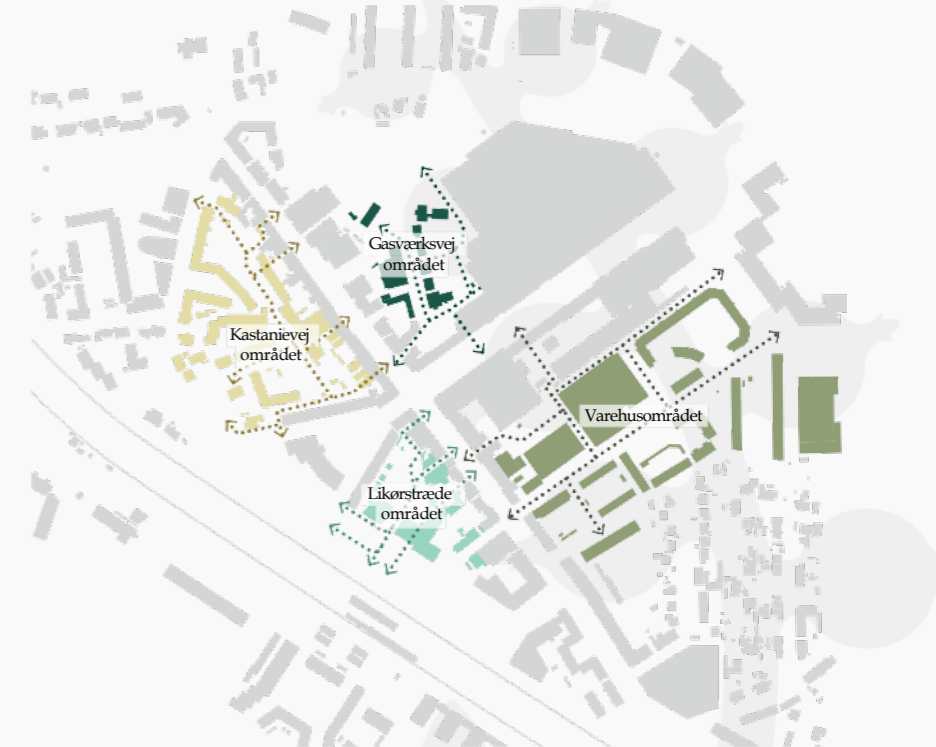 Gasværksvej
området
Kastanievej
området
Varehusområdet
Likørstræde
området